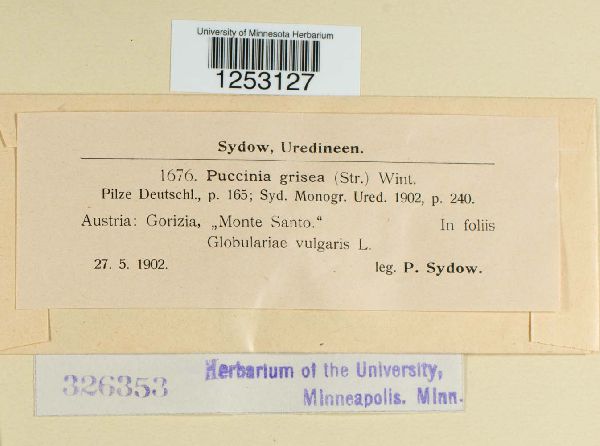 University of Minnesota Herbarium
1253127
Sydow, Uredineen.
1676. Puccinia grisea (Str.) Wint.
Pilze Deutschl., p. 165; Syd. Monogr. Ured. 1902, p. 240.
Austria: Gorizia, „Monte Santo.“ In foliis
Globulariae vulgaris L.
27. 5. 1902. leg. P. Sydow.
326353
Herbarium of the University,
Minneapolis. Minn.